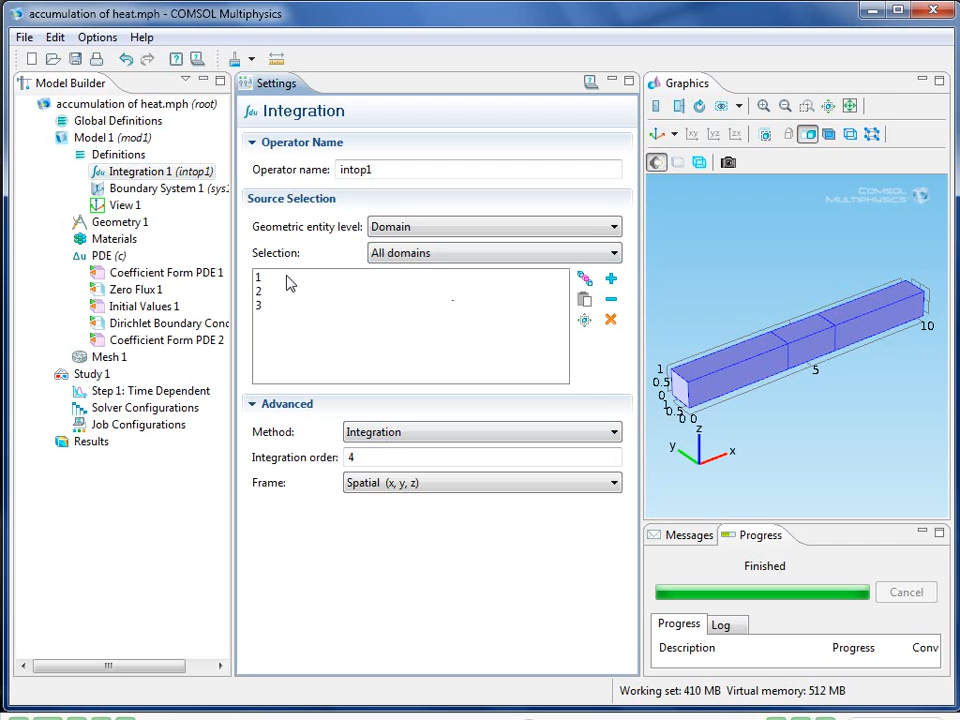 accumulation of heat.mph - COMSOL Multiphysics
File Edit Options Help
Model Builder
accumulation of heat.mph (root)
Global Definitions
Model 1 (mod1)
Definitions
Integration 1 (intop1)
Boundary System 1 (sys
View 1
Geometry 1
Materials
PDE (c)
Coefficient Form PDE 1
Zero Flux 1
Initial Values 1
Dirichlet Boundary Cond
Coefficient Form PDE 2
Mesh 1
Study 1
Step 1: Time Dependent
Solver Configurations
Job Configurations
Results
Settings
Integration
Operator Name
Operator name: intop1
Source Selection
Geometric entity level: Domain
Selection: All domains
1
2
3
Advanced
Method: Integration
Integration order: 4
Frame: Spatial (x, y, z)
Graphics
xy yz zx
COMSOL
MULTIPHYSICS
10
5
1
0.5
0
1
0.5
0 0
z
y x
Messages Progress
Finished
Cancel
Progress Log
Description Progress Conv
Working set: 410 MB Virtual memory: 512 MB